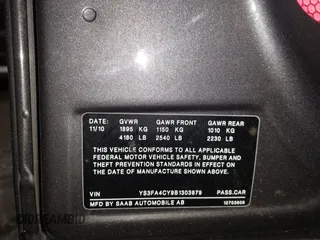 DATE: GVWR GAWR FRONT GAWR REAR
11/10 1895 KG 1150 KG 1010 KG
4180 LB 2540 LB 2230 LB
THIS VEHICLE CONFORMS TO ALL APPLICABLE
FEDERAL MOTOR VEHICLE SAFETY, BUMPER AND
THEFT PREVENTION STANDARDS IN EFFECT ON THE
DATE OF MANUFACTURE SHOWN ABOVE.
VIN YS3FA4CY9B1303879 PASS.CAR
MFD BY SAAB AUTOMOBILE AB 12753869